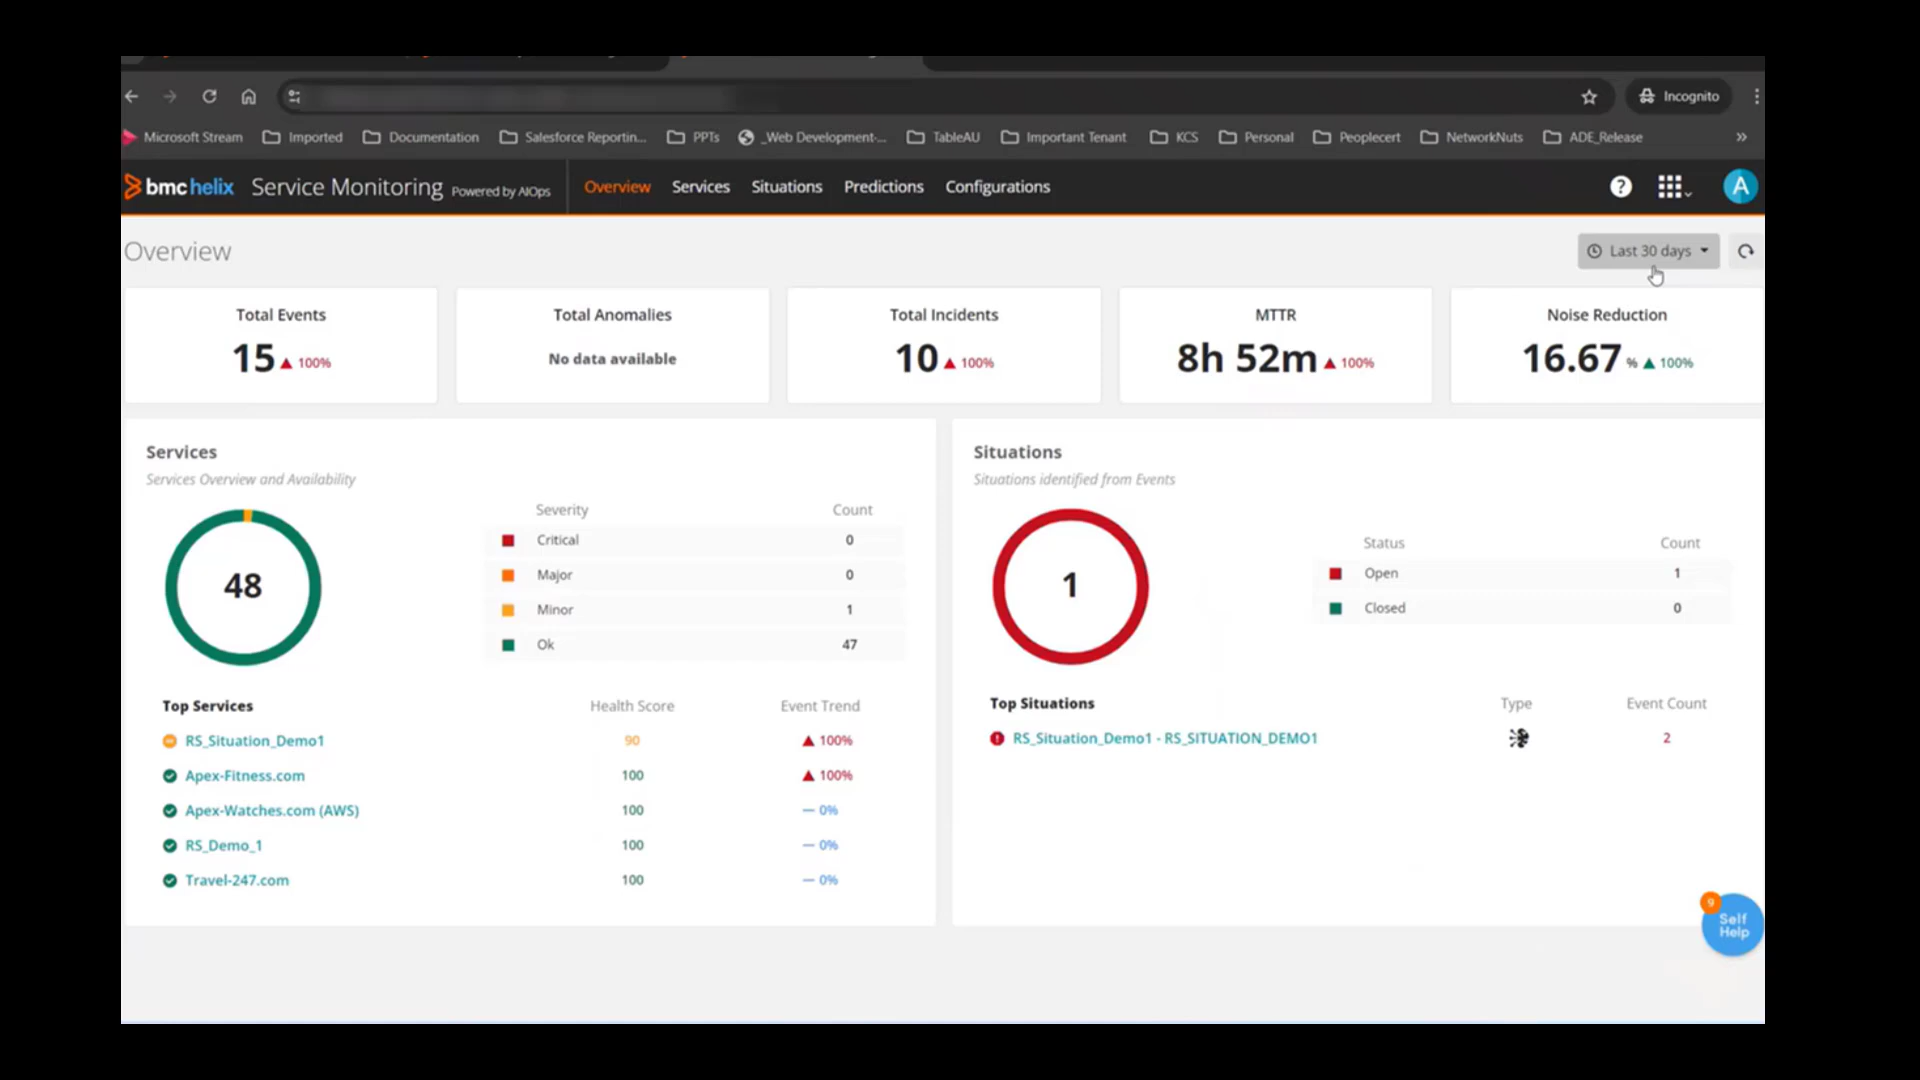 Incognito
Microsoft Stream Imported Documentation Salesforce Reportin... PPTs _Web Development-... TableAU Important Tenant KCS Personal Peoplecert NetworkNuts ADE_Release »
bmc helix Service Monitoring Powered by AIOps Overview Services Situations Predictions Configurations ? A
Overview Last 30 days
Total Events Total Anomalies Total Incidents MTTR Noise Reduction
15 ▲ 100% No data available 10 ▲ 100% 8h 52m ▲ 100% 16.67 % ▲ 100%
Services
Services Overview and Availability
48
Severity Count
Critical 0
Major 0
Minor 1
Ok 47
Top Services Health Score Event Trend
RS_Situation_Demo1 90 ▲ 100%
Apex-Fitness.com 100 ▲ 100%
Apex-Watches.com (AWS) 100 — 0%
RS_Demo_1 100 — 0%
Travel-247.com 100 — 0%
Situations
Situations identified from Events
1
Status Count
Open 1
Closed 0
Top Situations Type Event Count
RS_Situation_Demo1 - RS_SITUATION_DEMO1 2
9
Self
Help